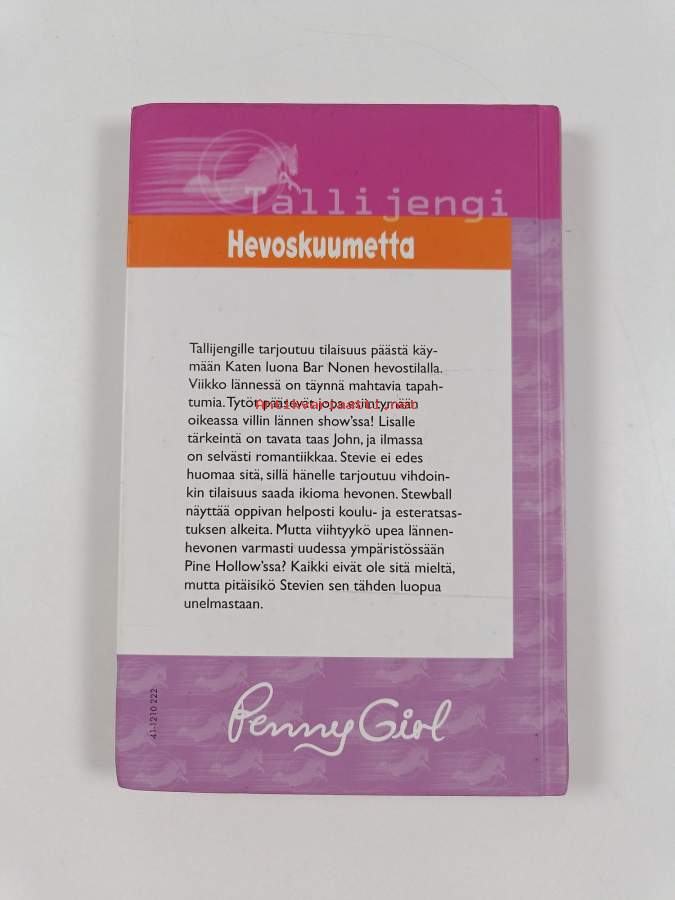 Tallijengi
Hevoskuumetta
Tallijengille tarjoutuu tilaisuus päästä käy-
mään Katen luona Bar Nonen hevostilalla.
Viikko lännessä on täynnä mahtavia tapah-
tumia. Tytöt pääsevät jopa esiintymään
Antikvariaatti.net
oikeassa villin lännen show'ssa! Lisalle
tärkeintä on tavata taas John, ja ilmassa
on selvästi romantiikkaa. Stevie ei edes
huomaa sitä, sillä hänelle tarjoutuu vihdoin-
kin tilaisuus saada ikioma hevonen. Stewball
näyttää oppivan helposti koulu- ja esteratsas-
tuksen alkeita. Mutta viihtyykö upea lännen-
hevonen varmasti uudessa ympäristössään
Pine Hollow'ssa? Kaikki eivät ole sitä mieltä,
mutta pitäisikö Stevien sen tähden luopua
unelmastaan.
41-1210 222
Penny Girl